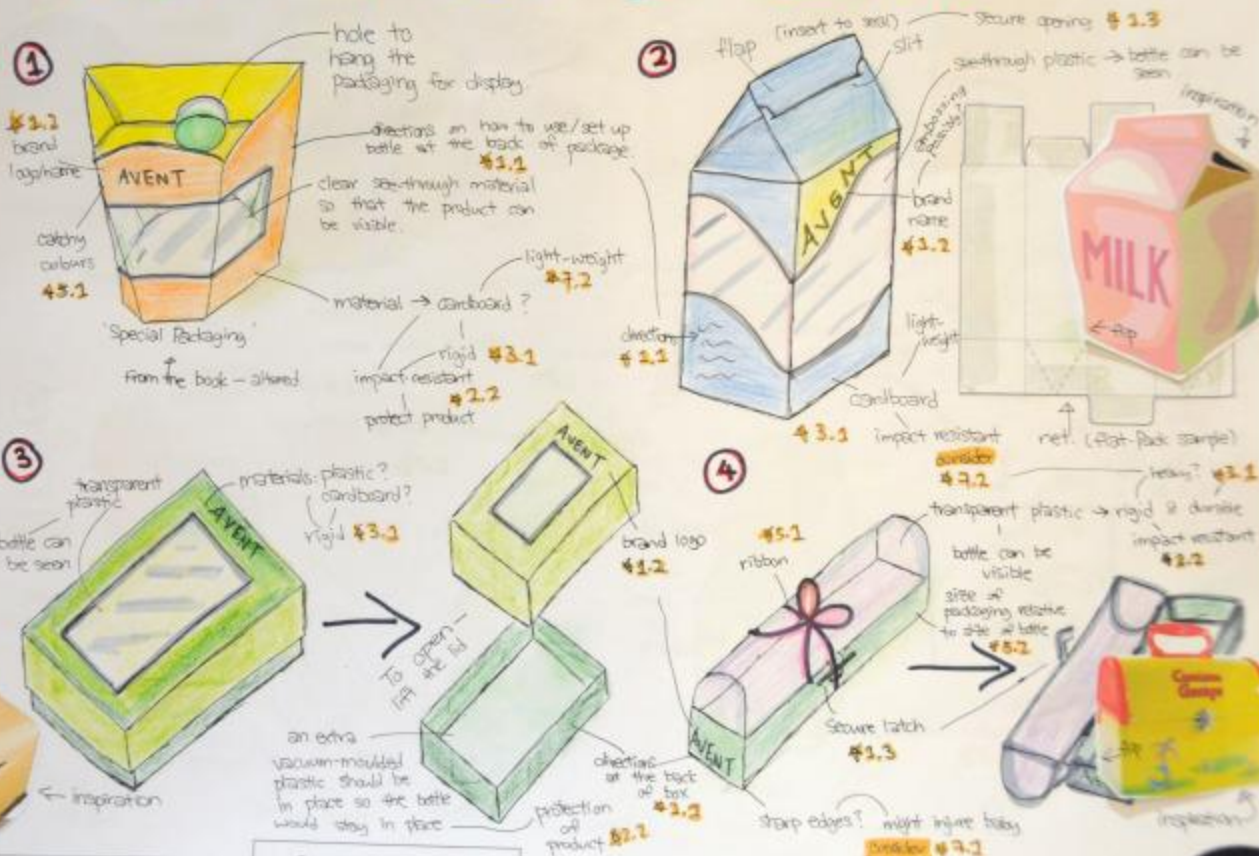 1
hole to
hang the
packaging for display
#1.2
brand
logo/name
AVENT
directions on how to use/set up
bottle at the back of package
#1.1
clear see-through material
so that the product can
be visible.
catchy
colours
#5.1
light-weight
#7.2
material → cardboard?
'Special Packaging'
from the book - altered
rigid #3.1
impact-resistant
#2.2
protect product
2
flap
(insert to seal)
slit
secure opening #1.3
see-through plastic → bottle can be
seen
AVENT
brand
name
#1.2
MILK
← flap
direction
light-
weight
cardboard
#3.1
impact resistant
consider
#7.2
net. (flat-pack sample)
3
transparent
plastic
bottle can
be seen
materials: plastic?
cardboard?
rigid #3.1
AVENT
AVENT
brand logo
#1.2
To open -
lift the lid
← inspiration
an extra
vacuum-moulded
plastic should be
in place so the bottle
would stay in place
protection
of
product #2.2
directions
at the back
of box
4
#5.1
ribbon
heavy?
transparent plastic → rigid & durable
impact resistant
#2.2
bottle can be
visible
size of
packaging relative
to size of bottle
#5.2
AVENT
secure latch
#1.3
sharp edges? might injure baby
consider #7.1
Curious
George
inspiration